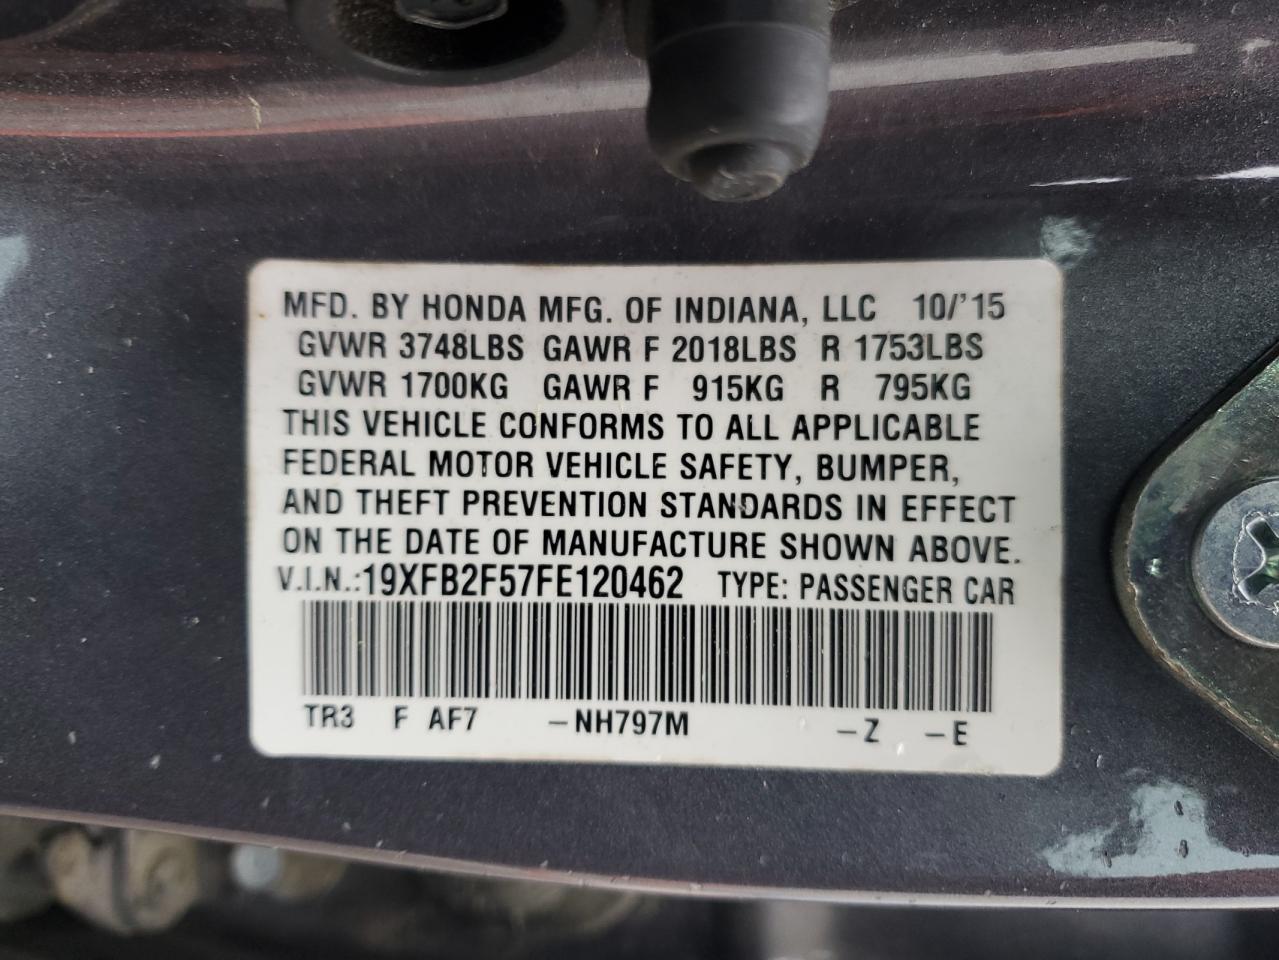 MFD. BY HONDA MFG. OF INDIANA, LLC 10/'15
GVWR 3748LBS GAWR F 2018LBS R 1753LBS
GVWR 1700KG GAWR F 915KG R 795KG
THIS VEHICLE CONFORMS TO ALL APPLICABLE
FEDERAL MOTOR VEHICLE SAFETY, BUMPER,
AND THEFT PREVENTION STANDARDS IN EFFECT
ON THE DATE OF MANUFACTURE SHOWN ABOVE.
V.I.N.:19XFB2F57FE120462 TYPE: PASSENGER CAR
TR3 F AF7 –NH797M –Z –E